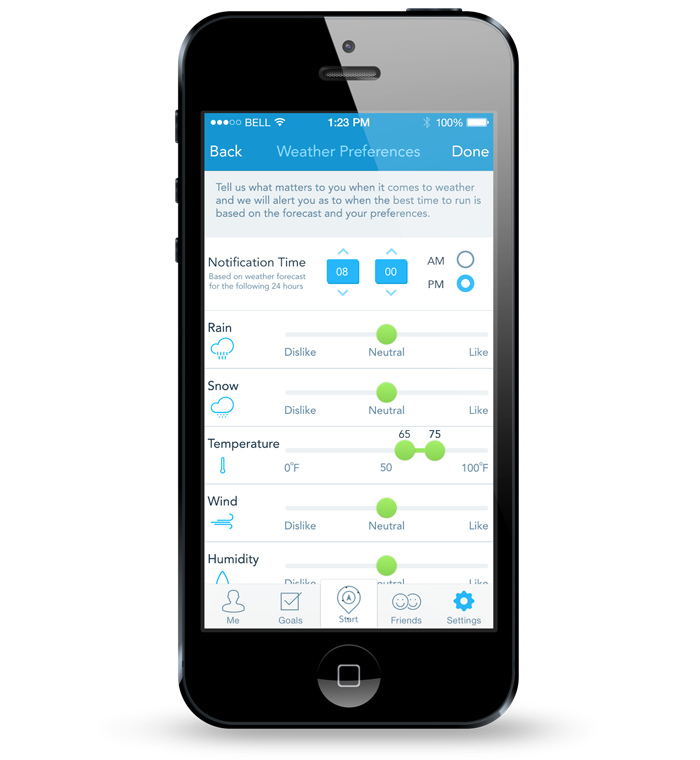 BELL 1:23 PM 100%
Back Weather Preferences Done
Tell us what matters to you when it comes to weather
and we will alert you as to when the best time to run is
based on the forecast and your preferences.
Notification Time
Based on weather forecast
for the following 24 hours
08 00
AM
PM
Rain
Dislike Neutral Like
Snow
Dislike Neutral Like
65 75
Temperature
0°F 50 100°F
Wind
Dislike Neutral Like
Humidity
Dislike Neutral Like
A
Me Goals Start Friends Settings